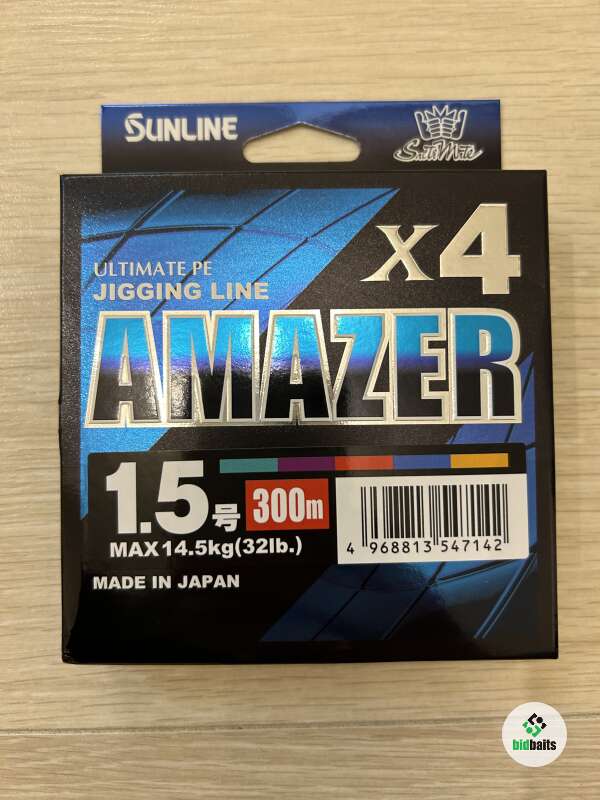 SUNLINE
SaltiMate
X4
ULTIMATE PE
JIGGING LINE
AMAZER
1.5号 300m
MAX 14.5kg(32lb.)
4 968813 547142
MADE IN JAPAN
bidbaits